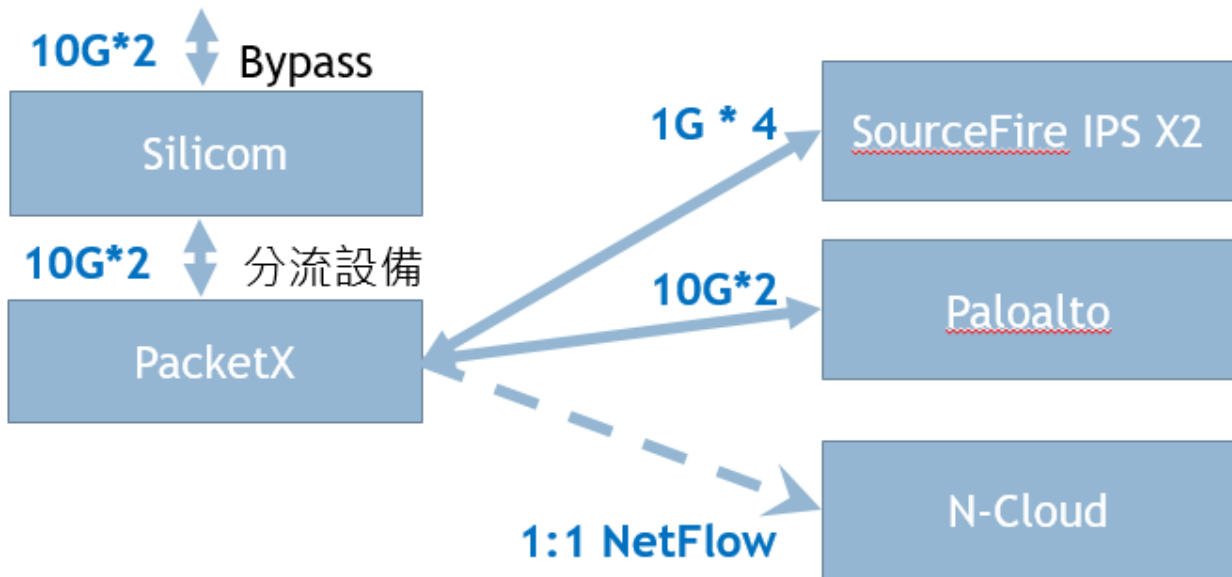 10G*2
Bypass
Silicom
10G*2
分流設備
PacketX
1G * 4
SourceFire IPS X2
10G*2
Paloalto
1:1 NetFlow
N-Cloud